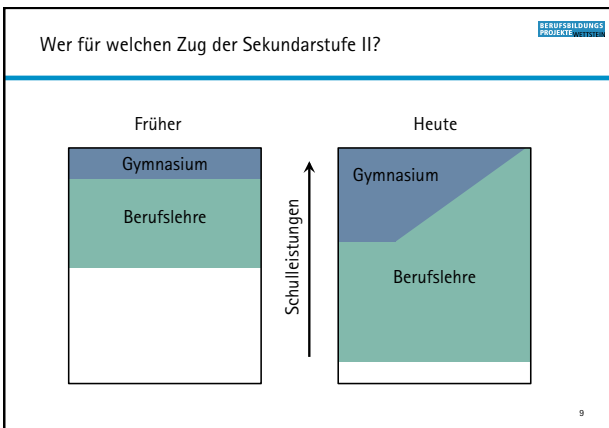 Wer für welchen Zug der Sekundarstufe II?
BERUFSBILDUNGS
PROJEKTE WETTSTEIN
Früher
Heute
Gymnasium
Berufslehre
Schulleistungen
Gymnasium
Berufslehre
9